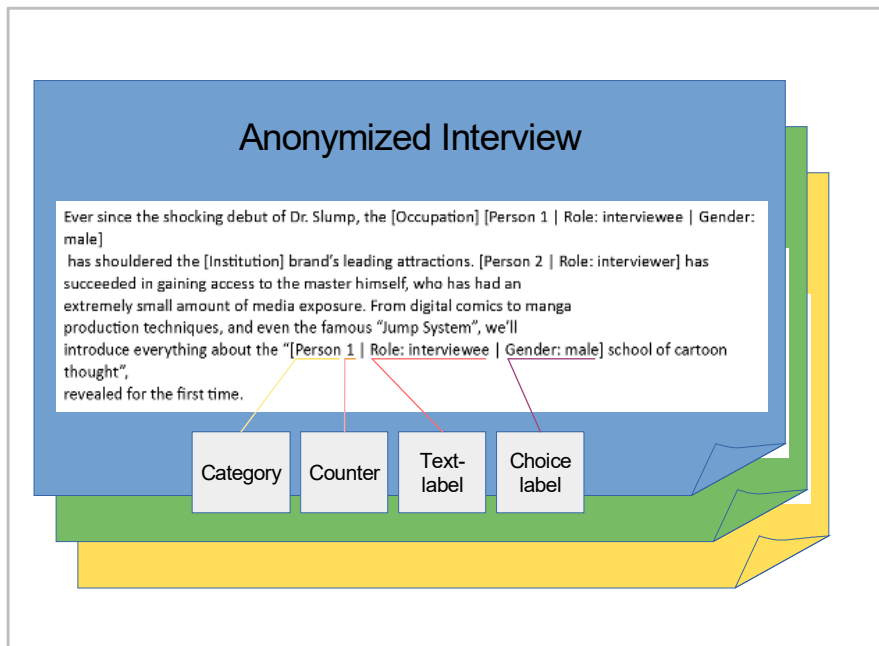 Anonymized Interview
Ever since the shocking debut of Dr. Slump, the [Occupation] [Person 1 | Role: interviewee | Gender:
male]
has shouldered the [Institution] brand’s leading attractions. [Person 2 | Role: interviewer] has
succeeded in gaining access to the master himself, who has had an
extremely small amount of media exposure. From digital comics to manga
production techniques, and even the famous “Jump System”, we’ll
introduce everything about the “[Person 1 | Role: interviewee | Gender: male] school of cartoon
thought”,
revealed for the first time.
Category
Counter
Text-
label
Choice
label